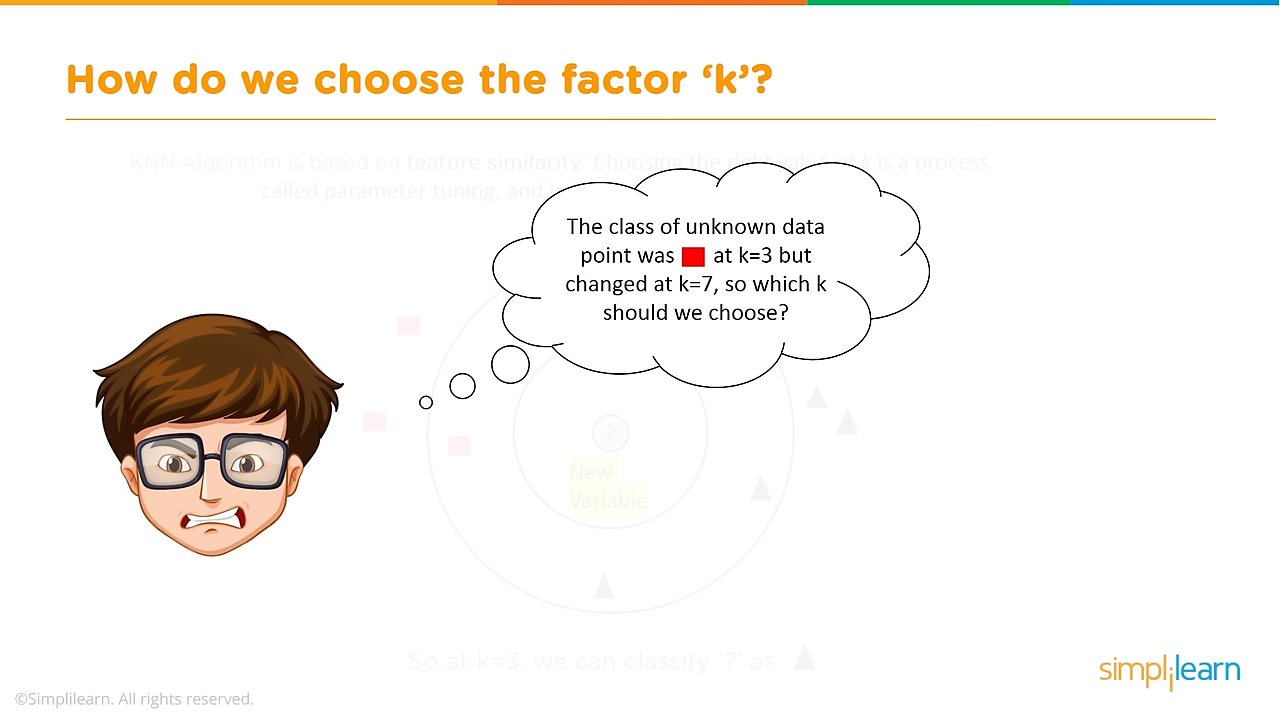 How do we choose the factor ‘k’?
KNN Algorithm is based on feature similarity: Choosing the right value of k is a process
called parameter tuning, and
The class of unknown data
point was at k=3 but
changed at k=7, so which k
should we choose?
?
New
Variable
So at k=3, we can classify '?' as
simplilearn
©Simplilearn. All rights reserved.